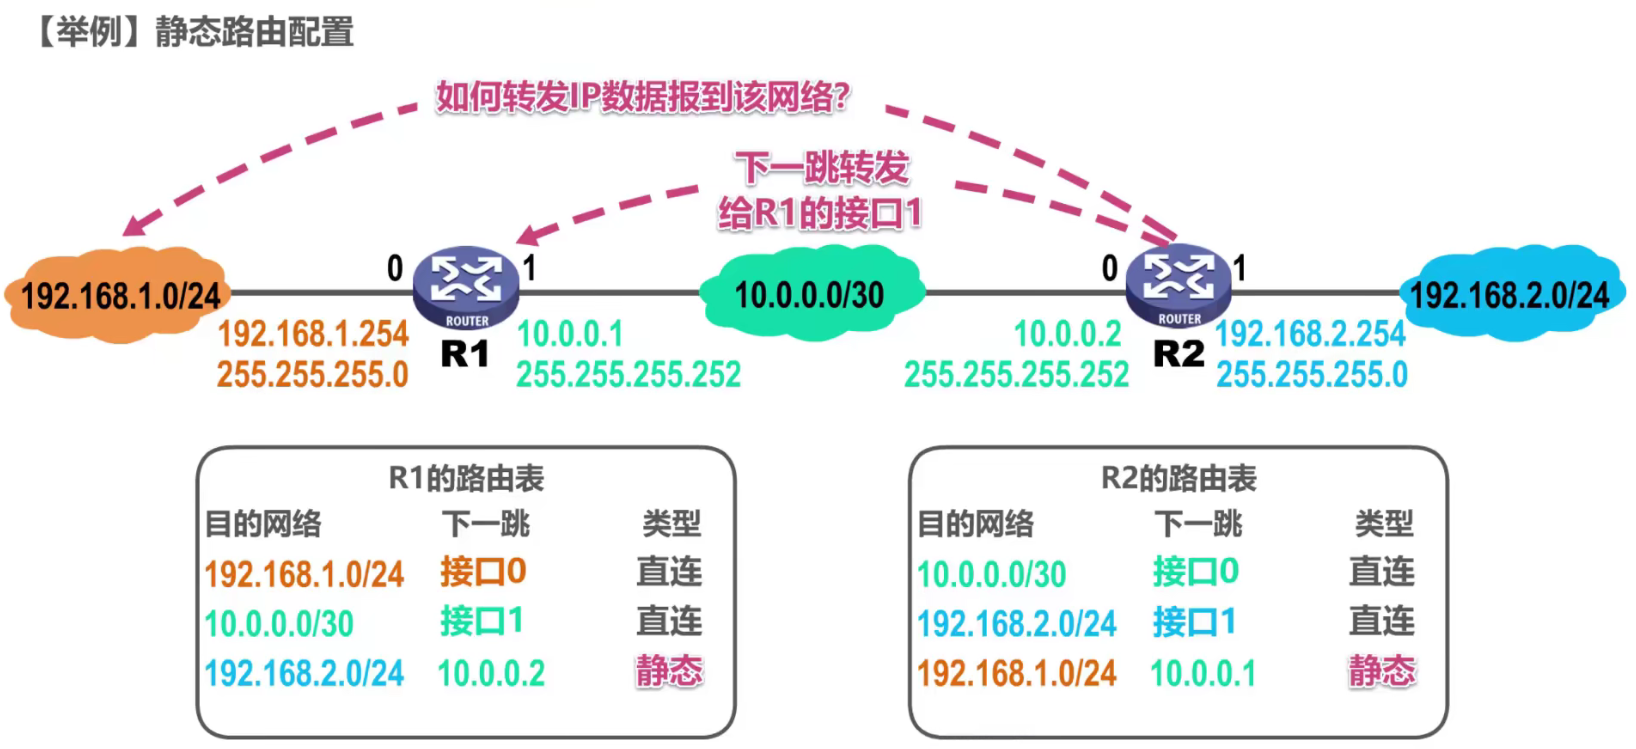 【举例】静态路由配置
如何转发IP数据报到该网络?
下一跳转发
给R1的接口1
0
1
0
1
192.168.1.0/24
10.0.0.0/30
192.168.2.0/24
ROUTER
ROUTER
192.168.1.254
255.255.255.0
R1
10.0.0.1
255.255.255.252
10.0.0.2
255.255.255.252
R2
192.168.2.254
255.255.255.0
R1的路由表
目的网络 下一跳 类型
192.168.1.0/24 接口0 直连
10.0.0.0/30 接口1 直连
192.168.2.0/24 10.0.0.2 静态
R2的路由表
目的网络 下一跳 类型
10.0.0.0/30 接口0 直连
192.168.2.0/24 接口1 直连
192.168.1.0/24 10.0.0.1 静态